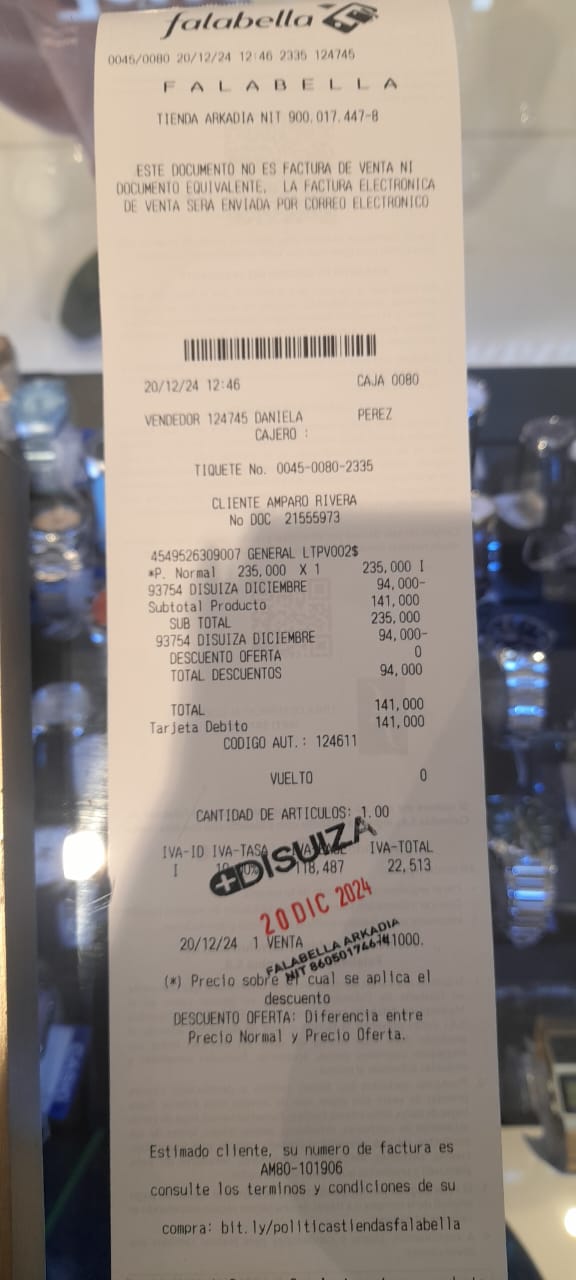 falabella
0045/0080 20/12/24 12:46 2335 124745
FALABELLA
TIENDA ARKADIA NIT 900.017.447-8
ESTE DOCUMENTO NO ES FACTURA DE VENTA NI
DOCUMENTO EQUIVALENTE. LA FACTURA ELECTRONICA
DE VENTA SERA ENVIADA POR CORREO ELECTRONICO
20/12/24 12:46 CAJA 0080
VENDEDOR 124745 DANIELA PEREZ
CAJERO :
TIQUETE No. 0045-0080-2335
CLIENTE AMPARO RIVERA
No DOC 21555973
4549526309007 GENERAL LTPV002$
*P. Normal 235,000 X 1 235,000 I
93754 DISUIZA DICIEMBRE 94,000-
Subtotal Producto 141,000
SUB TOTAL 235,000
93754 DISUIZA DICIEMBRE 94,000-
DESCUENTO OFERTA 0
TOTAL DESCUENTOS 94,000
TOTAL 141,000
Tarjeta Debito 141,000
CODIGO AUT.: 124611
VUELTO 0
CANTIDAD DE ARTICULOS: 1.00
IVA-ID IVA-TASA IVA-TOTAL
I 118,487 22,513
DISUIZA
20 DIC 2024
20/12/24 1 VENTA 141000.
FALABELLA ARKADIA
NIT
(*) Precio sobre el cual se aplica el
descuento
DESCUENTO OFERTA: Diferencia entre
Precio Normal y Precio Oferta.
Estimado cliente, su numero de factura es
AM80-101906
consulte los terminos y condiciones de su
compra: bit.ly/politicastiendasfalabella